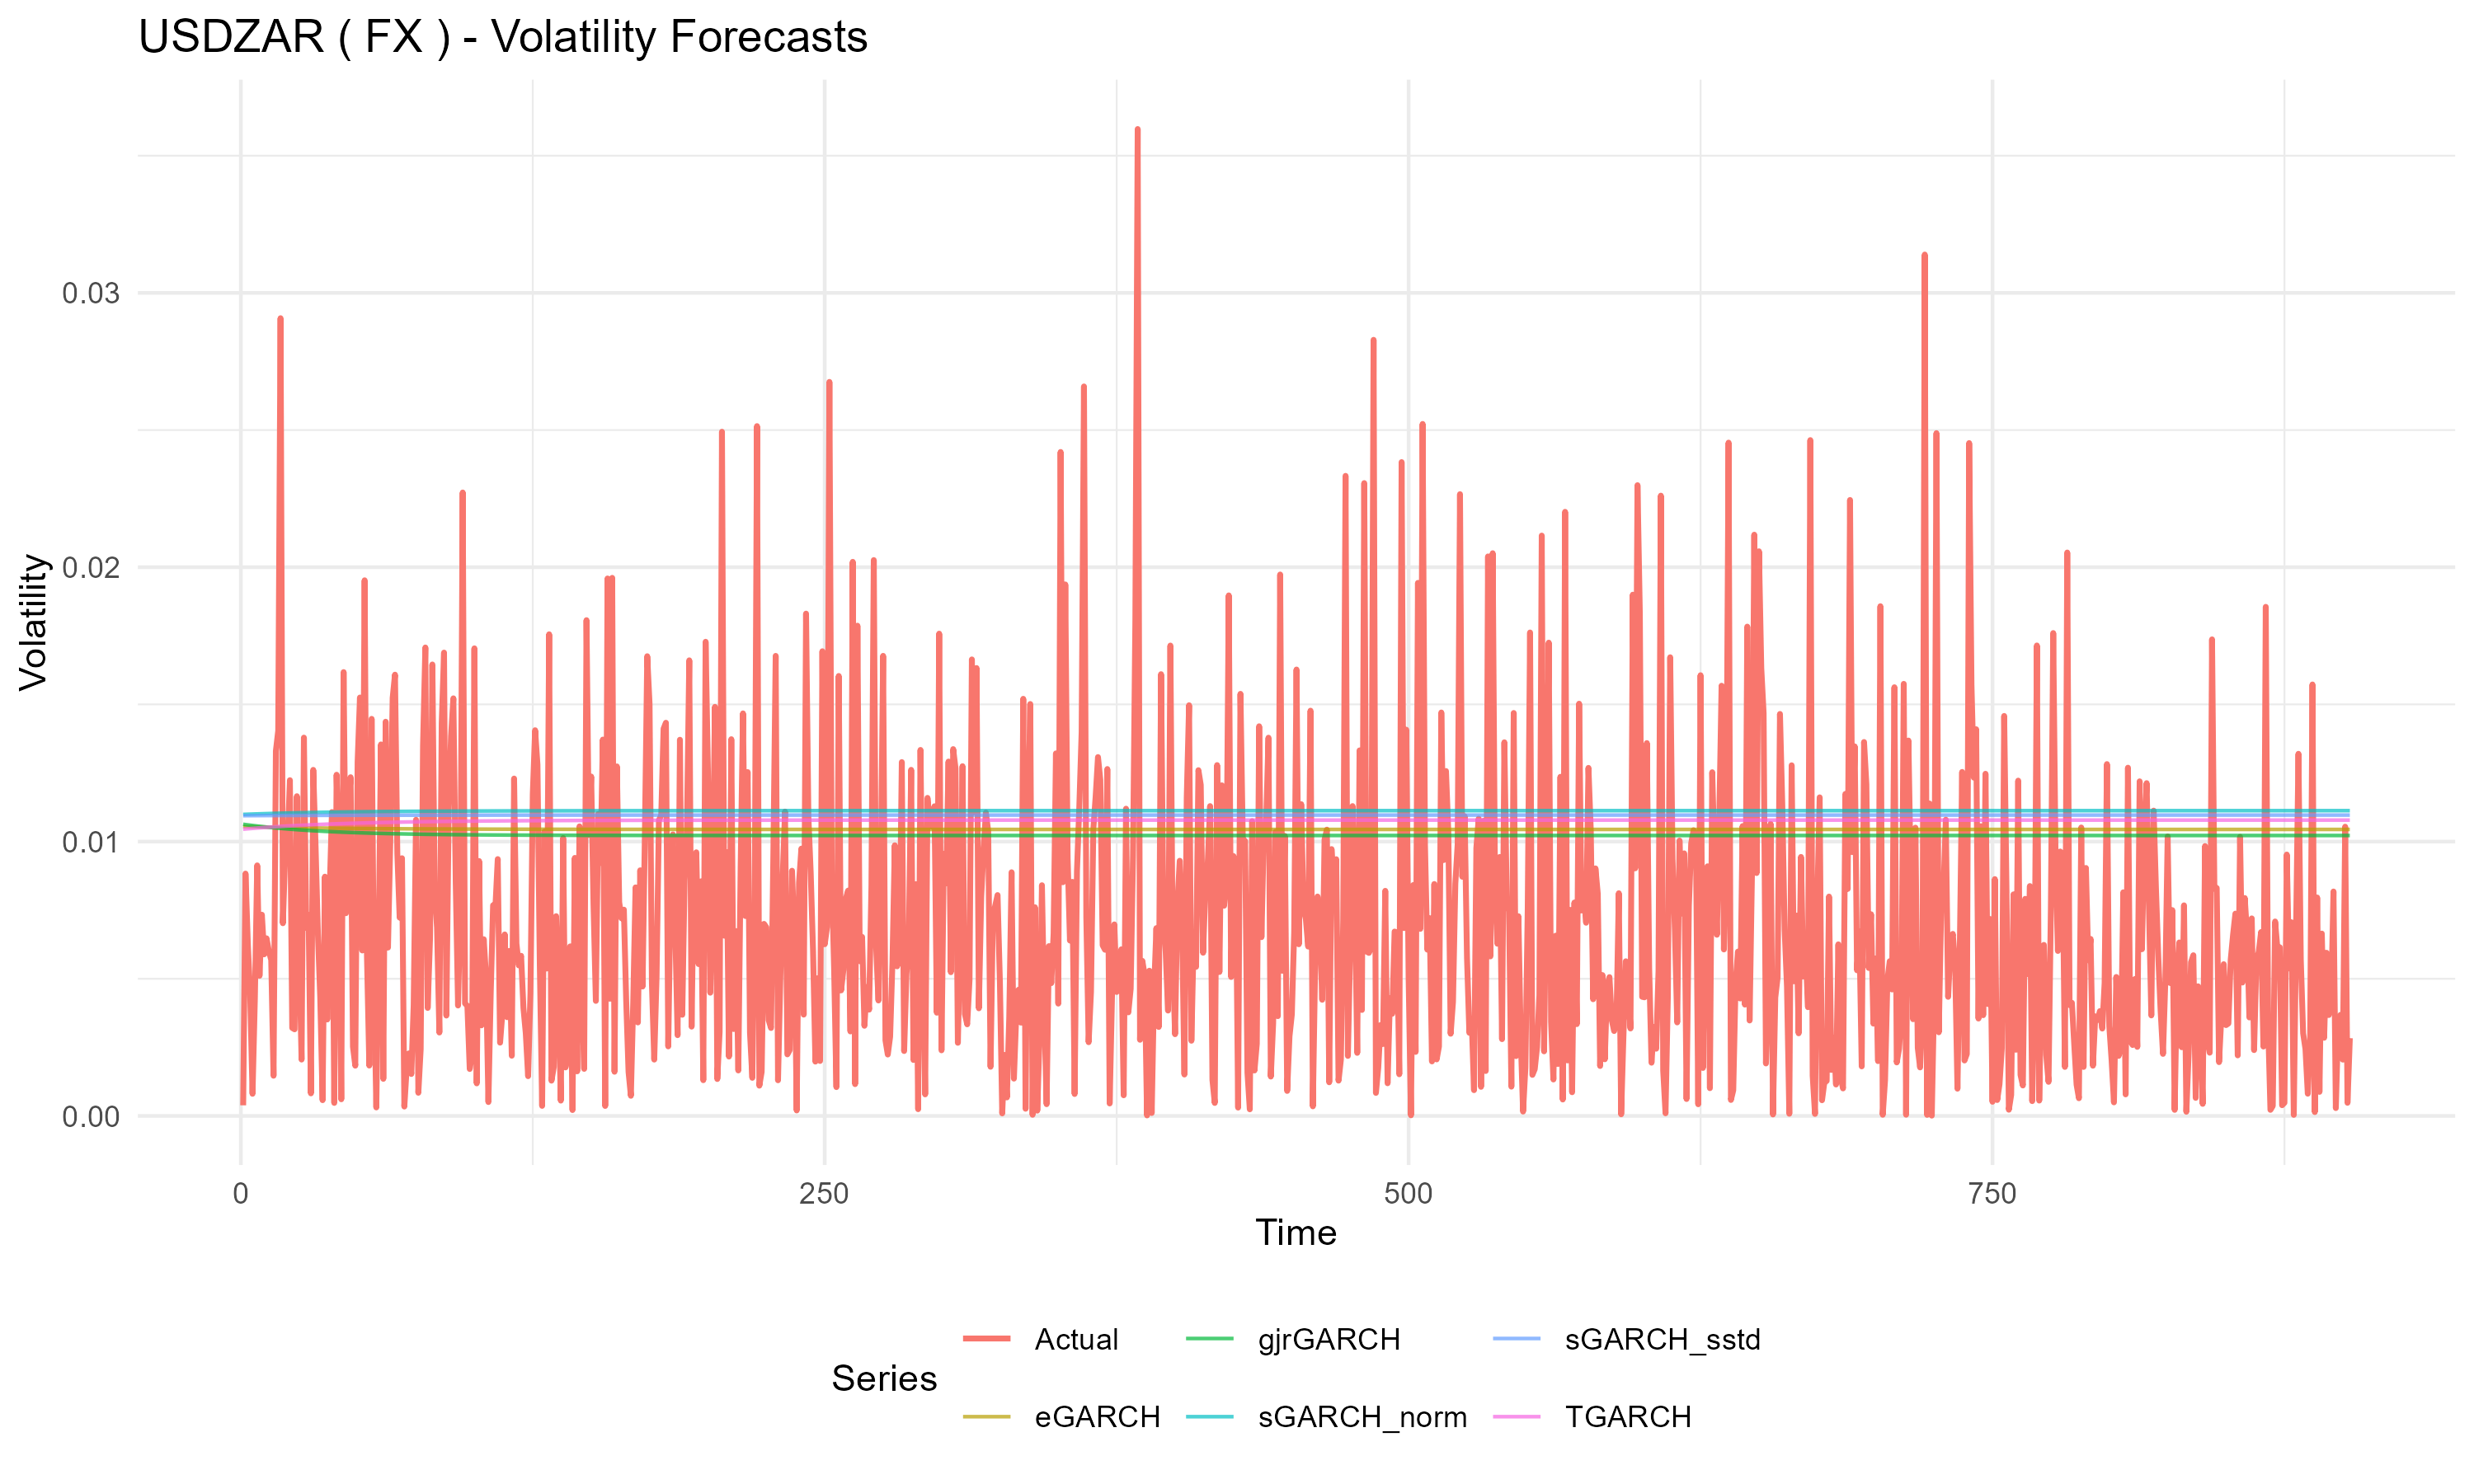 USDZAR ( FX ) - Volatility Forecasts
Volatility
0.03
0.02
0.01
0.00
0 250 500 750
Time
Series
Actual gjrGARCH sGARCH_sstd
eGARCH sGARCH_norm TGARCH